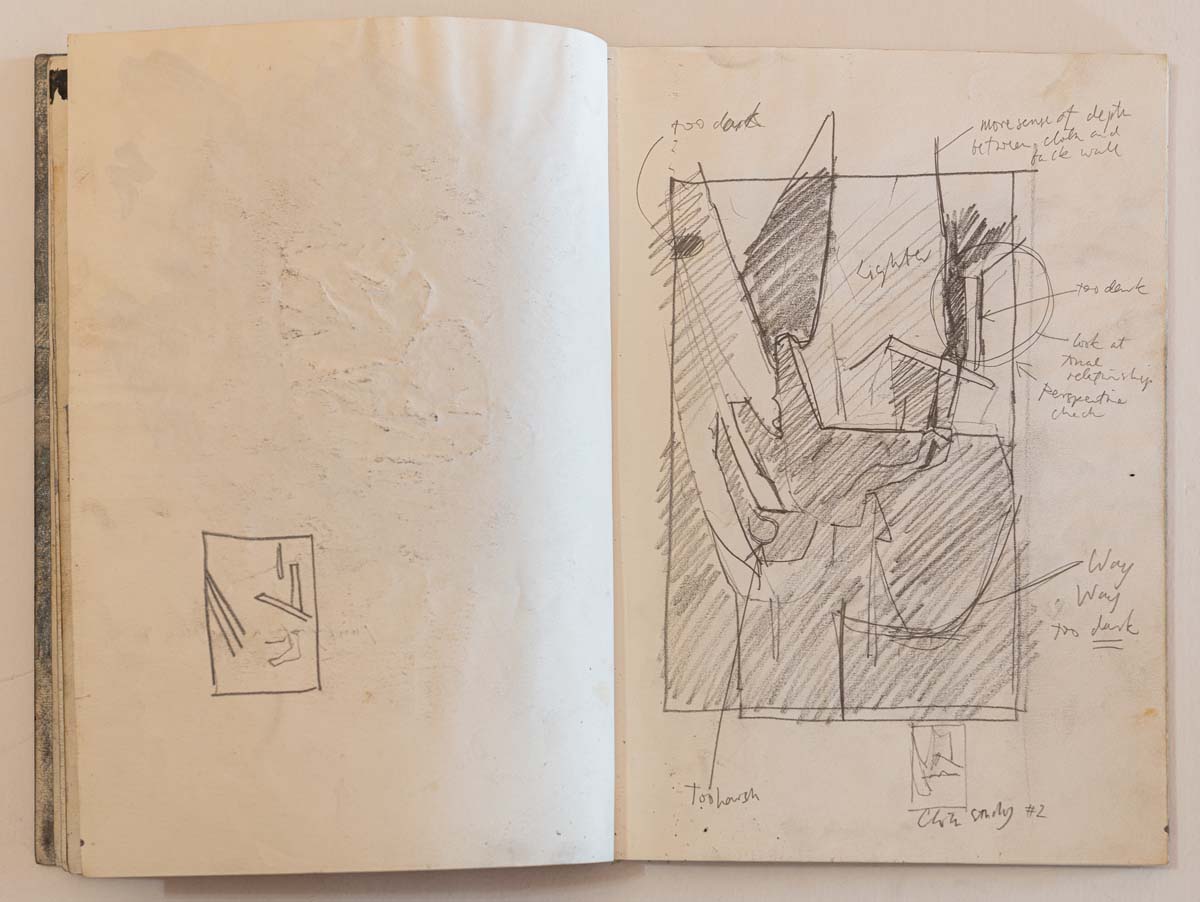 too dark
more sense of depth
between cloth and
back wall
Lighter
too dark
look at
tonal
relationship
Perspective
check
Way
Way
too dark
Too harsh
Cloth study #2